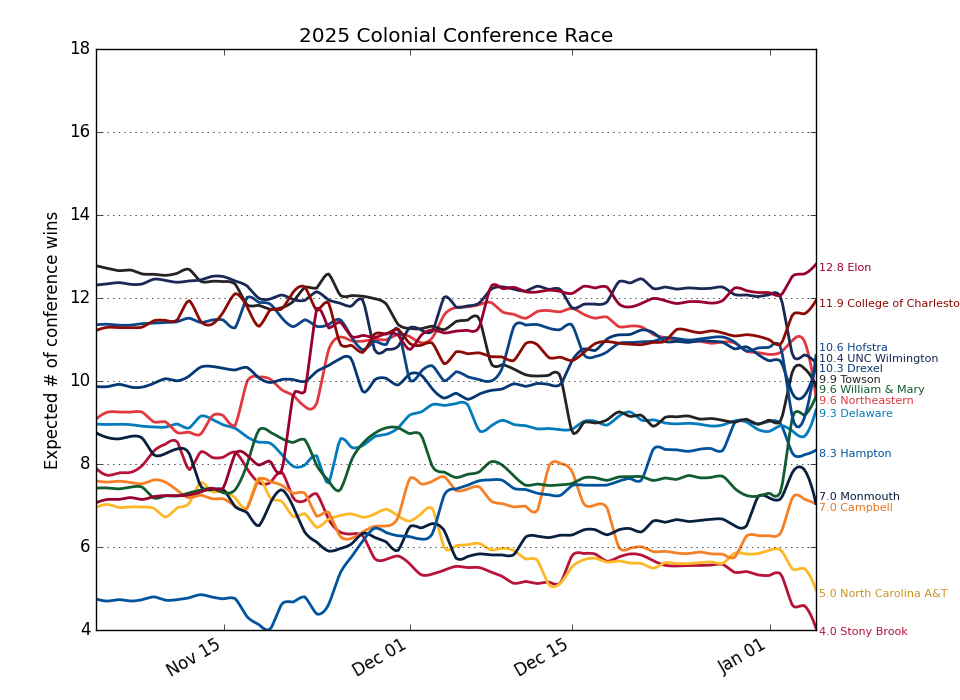 2025 Colonial Conference Race
Expected # of conference wins
18
16
14
12
10
8
6
4
Nov 15
Dec 01
Dec 15
Jan 01
12.8 Elon
11.9 College of Charlesto
10.6 Hofstra
10.4 UNC Wilmington
10.3 Drexel
9.9 Towson
9.6 William & Mary
9.6 Northeastern
9.3 Delaware
8.3 Hampton
7.0 Monmouth
7.0 Campbell
5.0 North Carolina A&T
4.0 Stony Brook